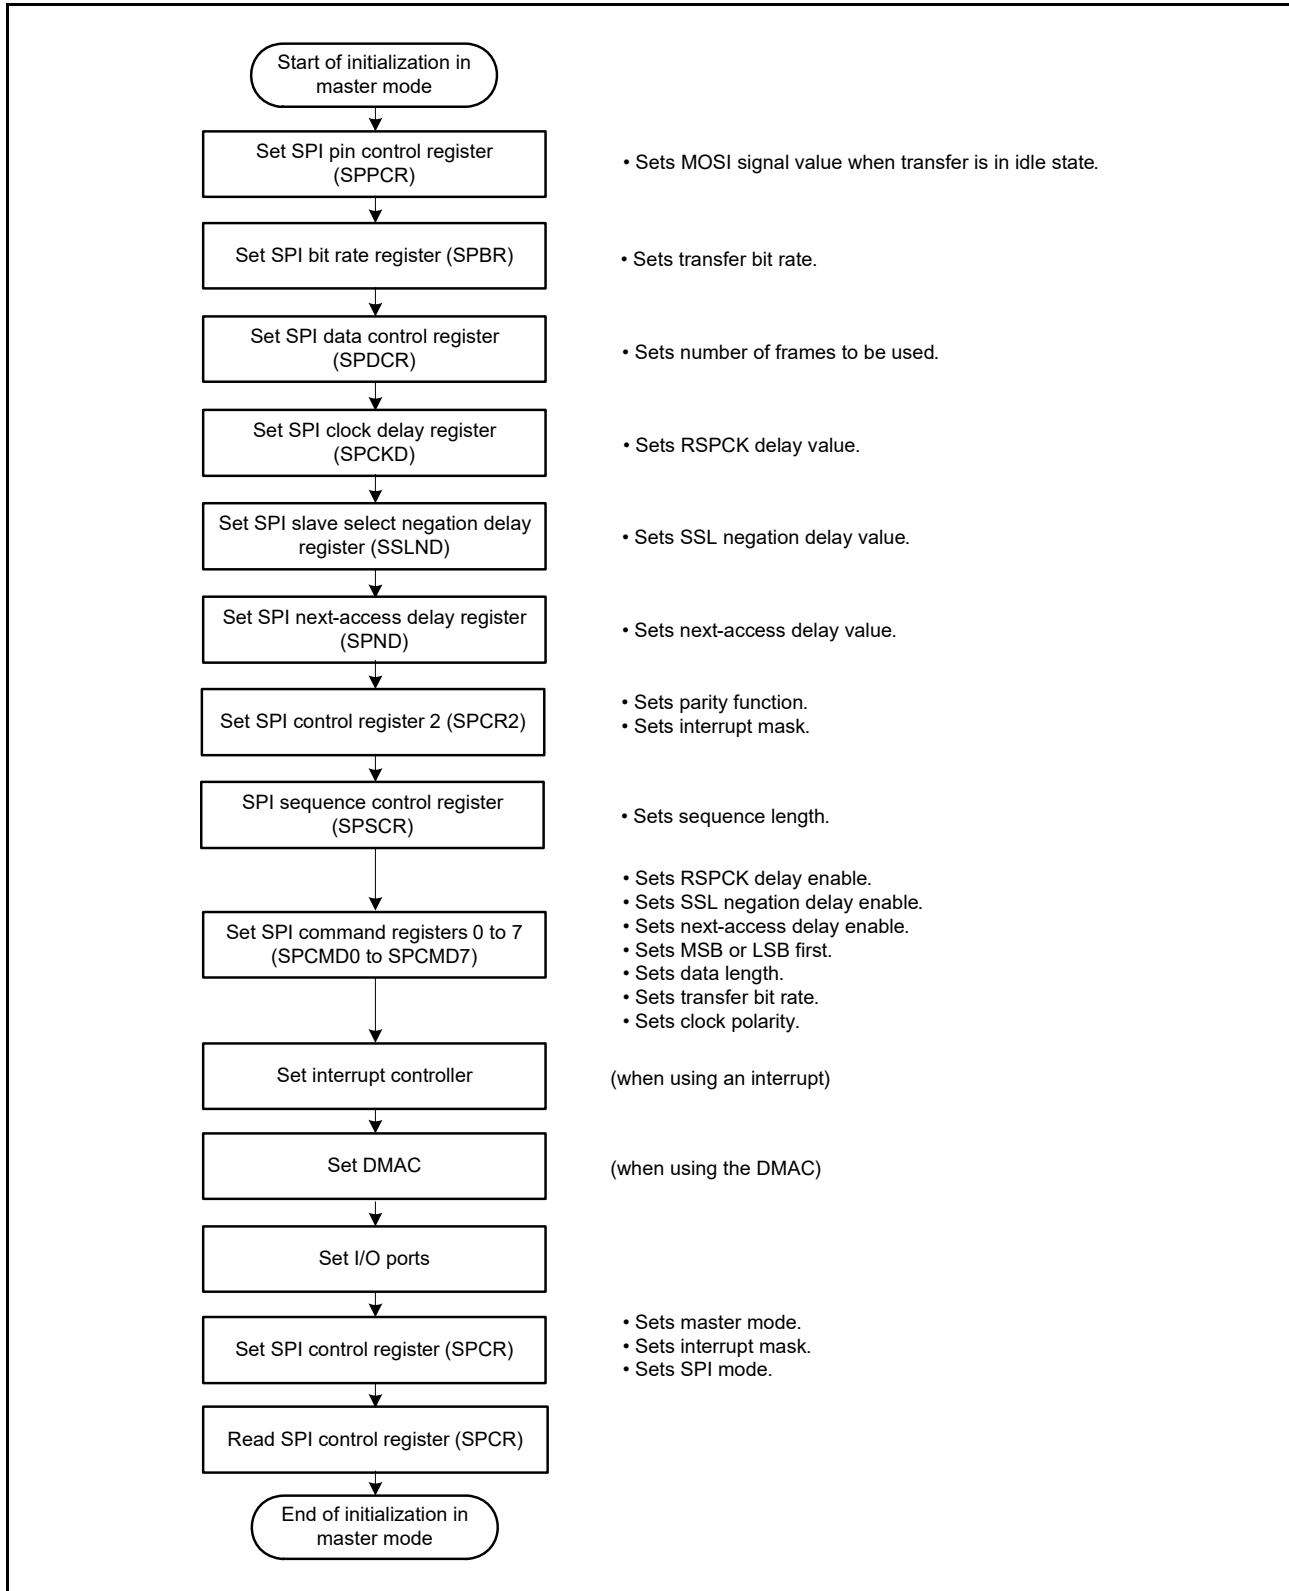 Start of initialization in
master mode
Set SPI pin control register
(SPPCR)
• Sets MOSI signal value when transfer is in idle state.
Set SPI bit rate register (SPBR)
• Sets transfer bit rate.
Set SPI data control register
(SPDCR)
• Sets number of frames to be used.
Set SPI clock delay register
(SPCKD)
• Sets RSPCK delay value.
Set SPI slave select negation delay
register (SSLND)
• Sets SSL negation delay value.
Set SPI next-access delay register
(SPND)
• Sets next-access delay value.
Set SPI control register 2 (SPCR2)
• Sets parity function.
• Sets interrupt mask.
SPI sequence control register
(SPSCR)
• Sets sequence length.
Set SPI command registers 0 to 7
(SPCMD0 to SPCMD7)
• Sets RSPCK delay enable.
• Sets SSL negation delay enable.
• Sets next-access delay enable.
• Sets MSB or LSB first.
• Sets data length.
• Sets transfer bit rate.
• Sets clock polarity.
Set interrupt controller
(when using an interrupt)
Set DMAC
(when using the DMAC)
Set I/O ports
Set SPI control register (SPCR)
• Sets master mode.
• Sets interrupt mask.
• Sets SPI mode.
Read SPI control register (SPCR)
End of initialization in
master mode